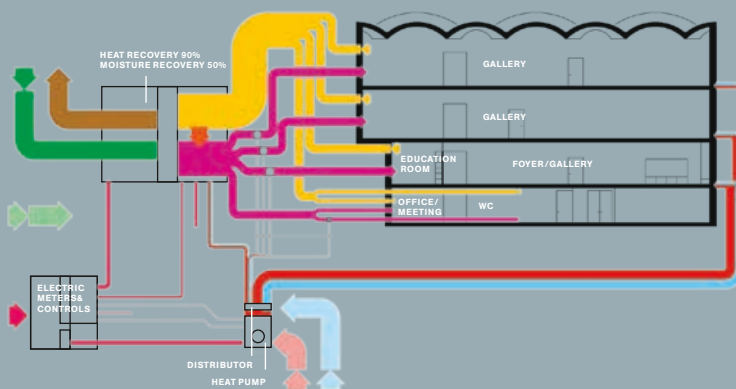 HEAT RECOVERY 90%
MOISTURE RECOVERY 50%
GALLERY
GALLERY
EDUCATION
ROOM
FOYER/GALLERY
OFFICE/
MEETING
WC
ELECTRIC
METERS&
CONTROLS
DISTRIBUTOR
HEAT PUMP